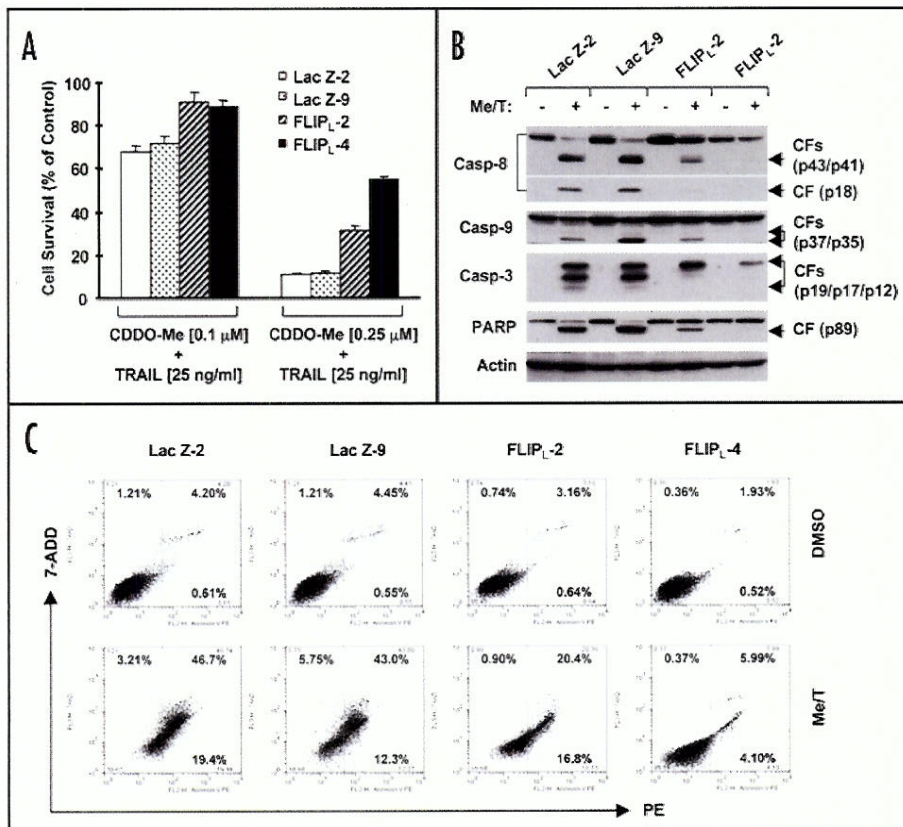 A
Cell Survival (% of Control)
100
80
60
40
20
0
Lac Z-2
Lac Z-9
FLIPL-2
FLIPL-4
CDDO-Me [0.1 µM]
+
TRAIL [25 ng/ml]
CDDO-Me [0.25 µM]
+
TRAIL [25 ng/ml]
B
Lac Z-2
Lac Z-9
FLIPL-2
FLIPL-2
Me/T: - + - + - + - +
Casp-8
CFs
(p43/p41)
CF (p18)
Casp-9
CFs
(p37/p35)
Casp-3
CFs
(p19/p17/p12)
PARP
CF (p89)
Actin
C
Lac Z-2
Lac Z-9
FLIPL-2
FLIPL-4
1.21% 4.20%
0.61%
1.21% 4.45%
0.55%
0.74% 3.16%
0.64%
0.36% 1.93%
0.52%
DMSO
3.21% 46.7%
19.4%
5.75% 43.0%
12.3%
0.90% 20.4%
16.8%
0.37% 5.99%
4.10%
Me/T
7-ADD
PE